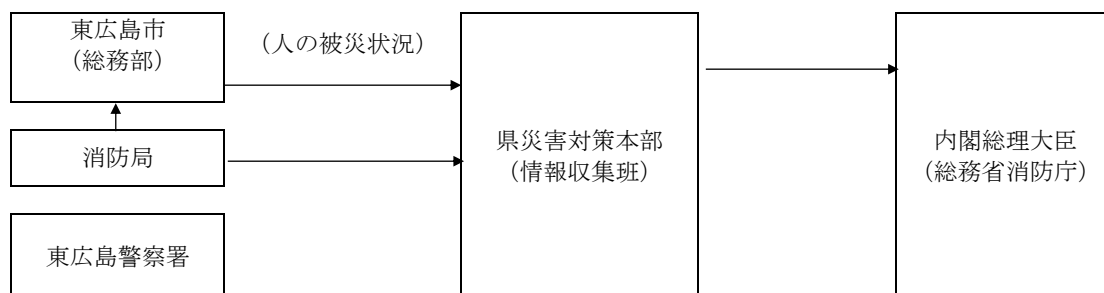 東広島市
(総務部)
(人の被災状況)
消防局
東広島警察署
県災害対策本部
(情報収集班)
内閣総理大臣
(総務省消防庁)